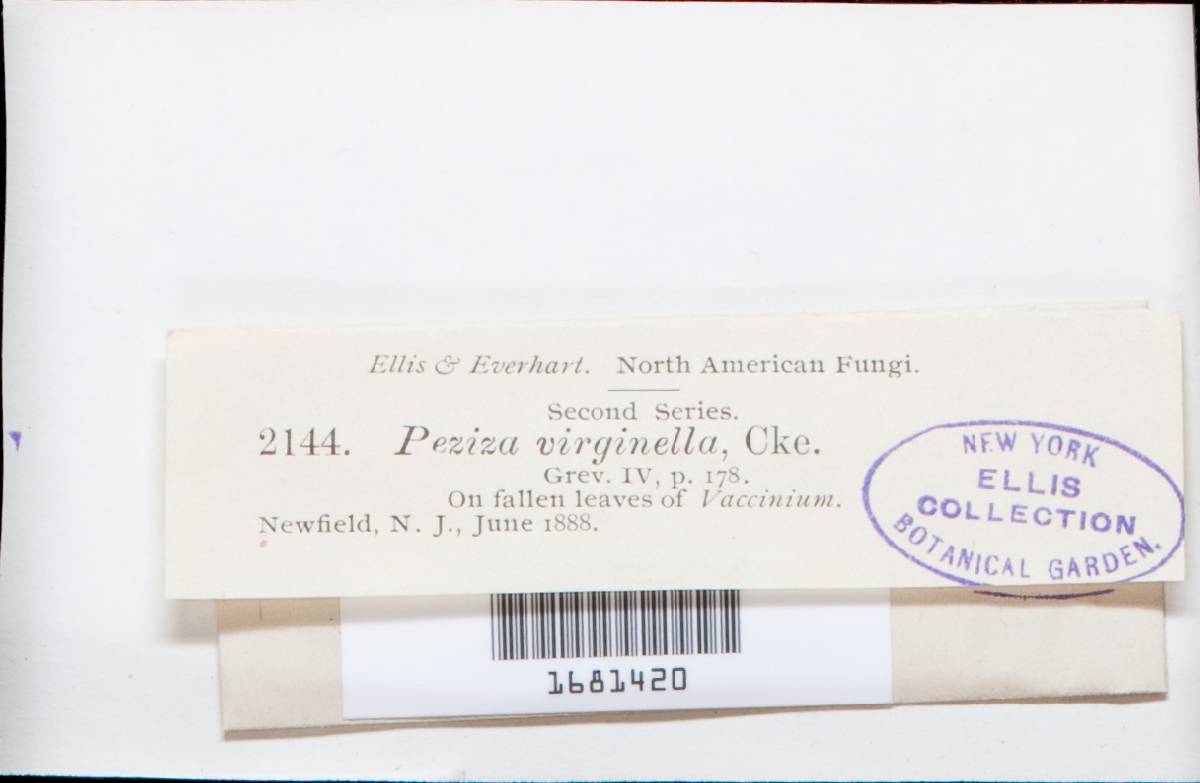 Ellis & Everhart. North American Fungi.
Second Series.
2144. Peziza virginella, Cke.
Grev. IV, p. 178.
On fallen leaves of Vaccinium.
Newfield, N. J., June 1888.
NEW YORK
ELLIS
COLLECTION
BOTANICAL GARDEN.
1681420